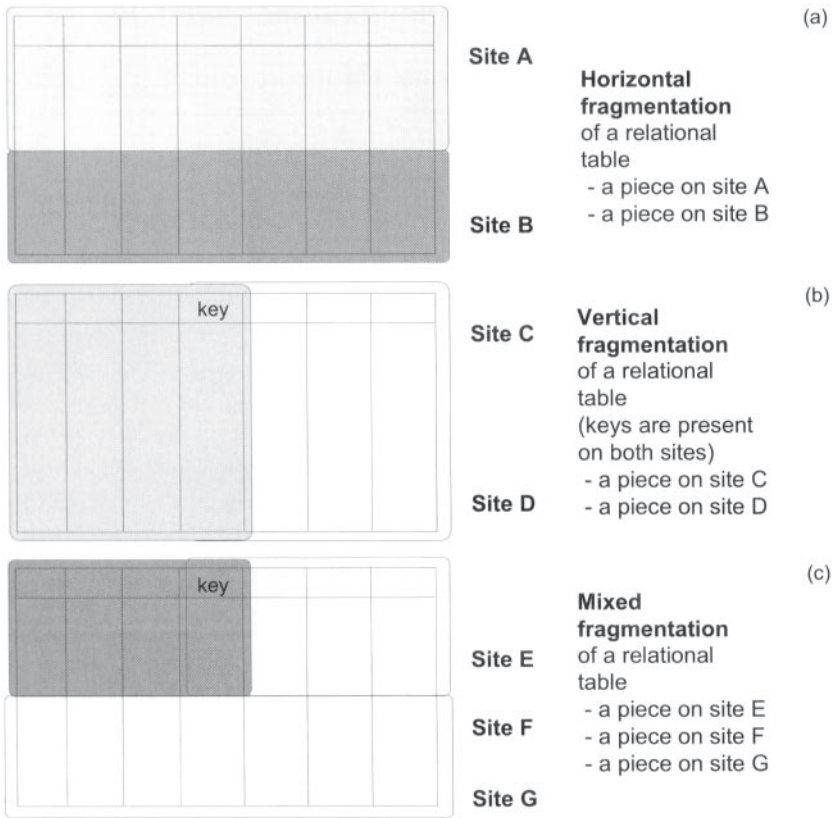 (a)
Site A
Site B
Horizontal
fragmentation
of a relational
table
- a piece on site A
- a piece on site B
(b)
key
Site C
Site D
Vertical
fragmentation
of a relational
table
(keys are present
on both sites)
- a piece on site C
- a piece on site D
(c)
key
Site E
Site F
Site G
Mixed
fragmentation
of a relational
table
- a piece on site E
- a piece on site F
- a piece on site G